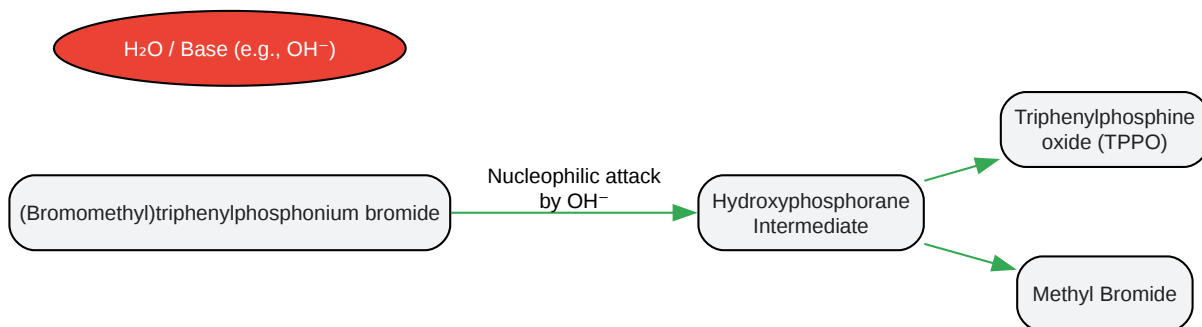 H₂O / Base (e.g., OH⁻)
(Bromomethyl)triphenylphosphonium bromide
Nucleophilic attack
by OH⁻
Hydroxyphosphorane
Intermediate
Triphenylphosphine
oxide (TPPO)
Methyl Bromide